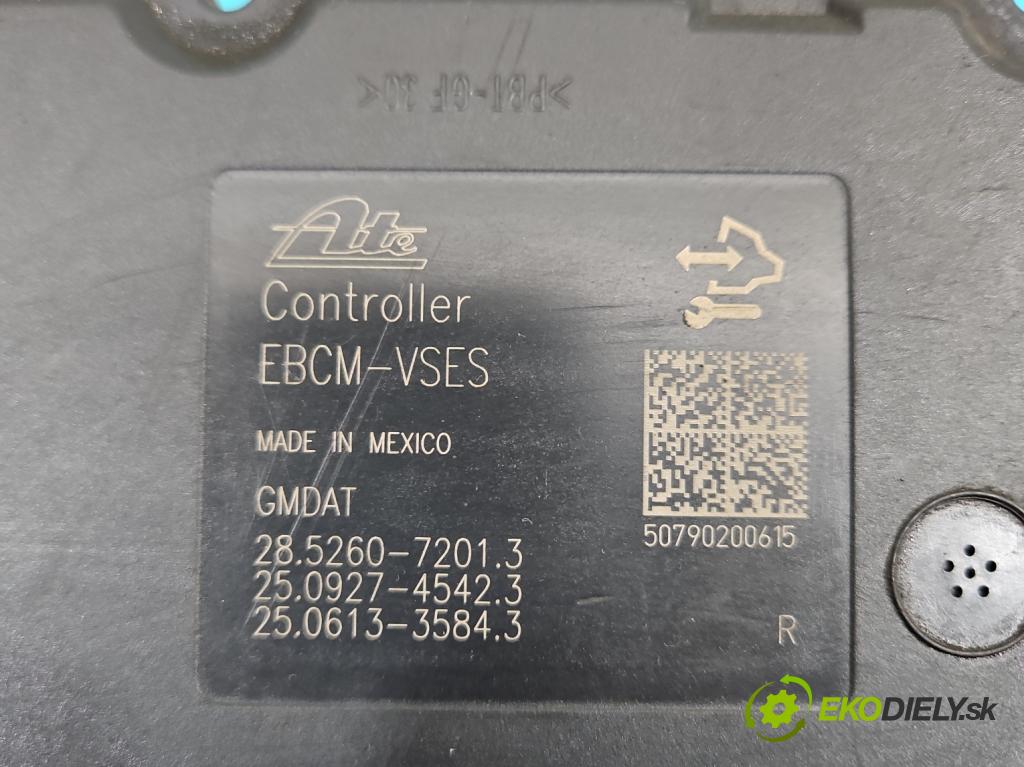 >PBT-GF 30<
Ate
Controller
EBCM-VSES
MADE IN MEXICO
GMDAT
28.5260-7201.3
25.0927-4542.3
25.0613-3584.3
50790200615
R
EKODIELY.sk